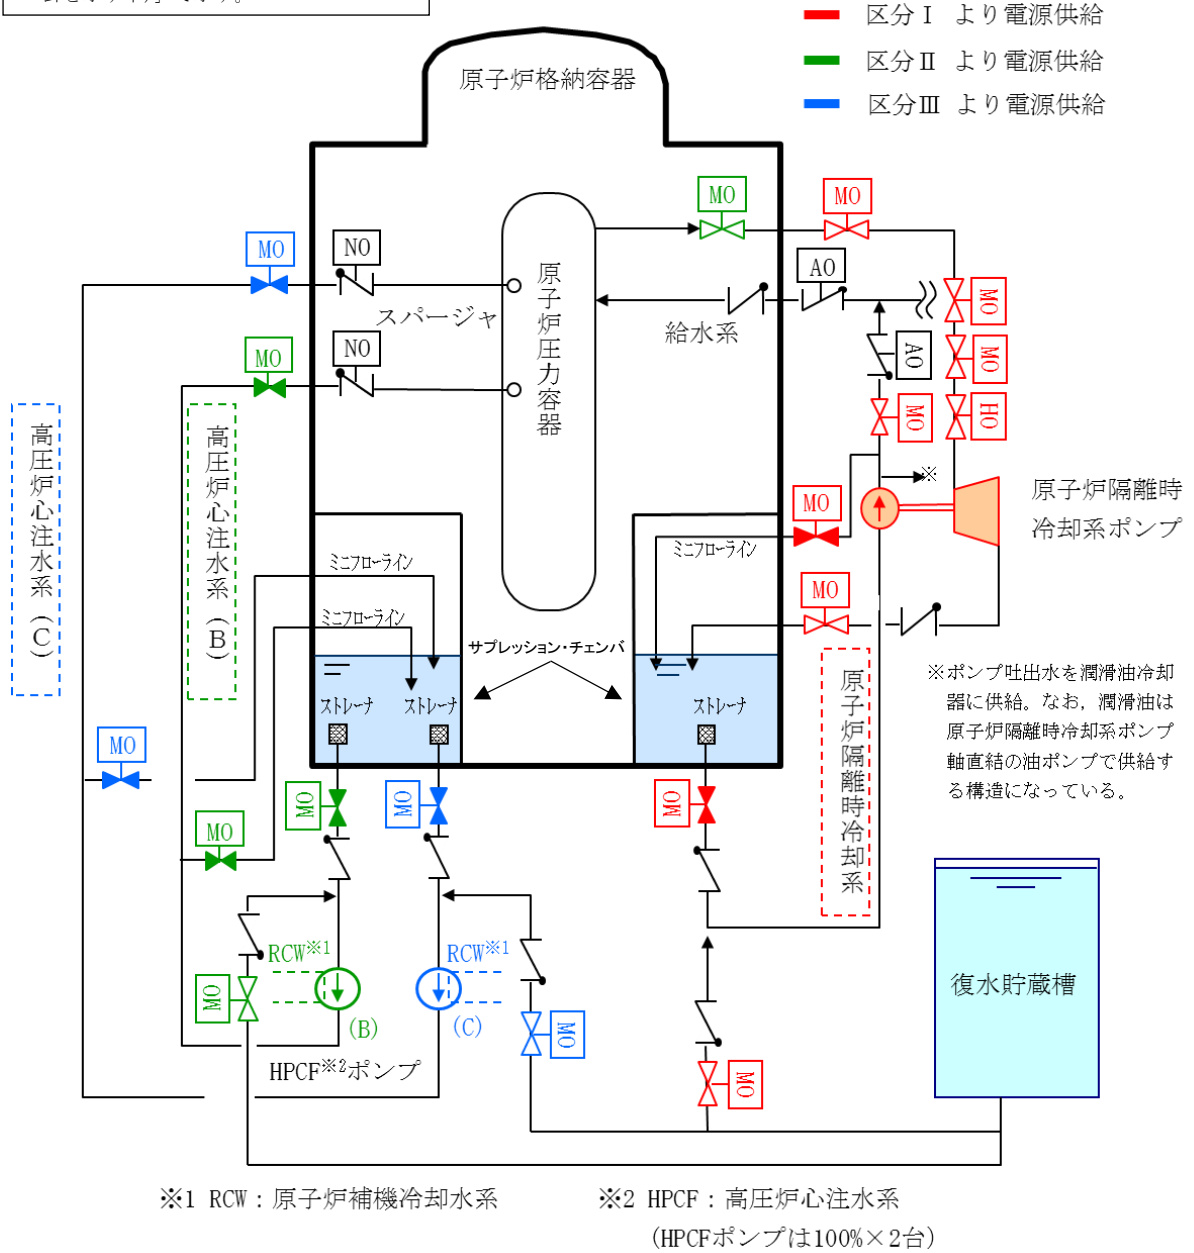 区分Ⅰ より電源供給
区分Ⅱ より電源供給
区分Ⅲ より電源供給
原子炉格納容器
MO
MO
MO
NO
AO
原子炉圧力容器
スパージャ
給水系
MO
MO
NO
AO
MO
MO
HO
MO
高圧炉心注水系(C)
高圧炉心注水系(B)
※
原子炉隔離時
冷却系ポンプ
MO
ミニフローライン
ミニフローライン
ミニフローライン
MO
サプレッション・チェンバ
ストレーナ
ストレーナ
ストレーナ
原子炉隔離時冷却系
※ポンプ吐出水を潤滑油冷却
器に供給。なお，潤滑油は
原子炉隔離時冷却系ポンプ
軸直結の油ポンプで供給す
る構造になっている。
MO
MO
MO
MO
MO
RCW※1
RCW※1
MO
(B)
(C)
MO
復水貯蔵槽
HPCF※2ポンプ
MO
※1 RCW：原子炉補機冷却水系
※2 HPCF：高圧炉心注水系
(HPCFポンプは100%×2台)